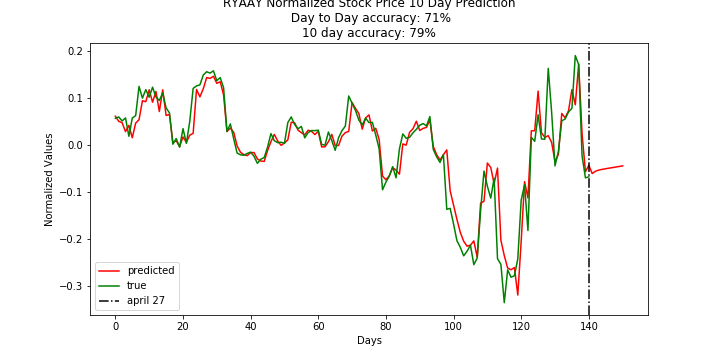 RYAAY Normalized Stock Price 10 Day Prediction
Day to Day accuracy: 71%
10 day accuracy: 79%
0.2
0.1
0.0
−0.1
−0.2
−0.3
Normalized Values
predicted
true
april 27
0 20 40 60 80 100 120 140
Days